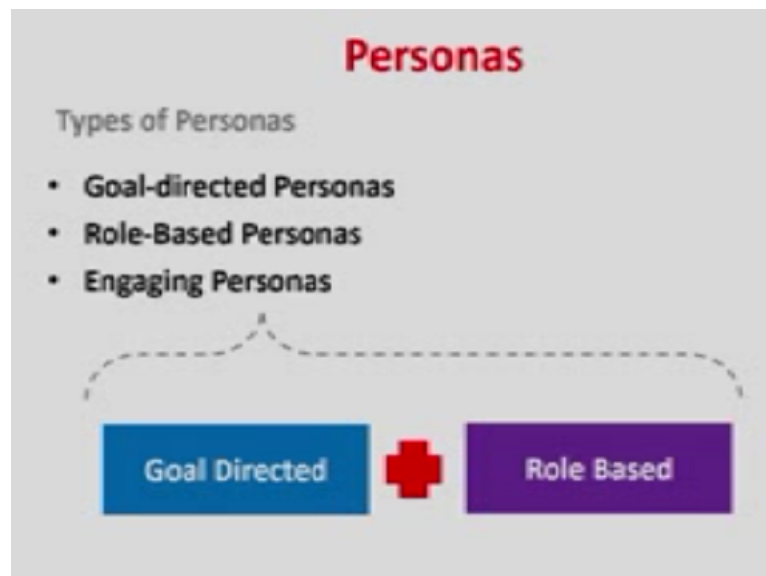 Personas
Types of Personas
• Goal-directed Personas
• Role-Based Personas
• Engaging Personas
Goal Directed
Role Based